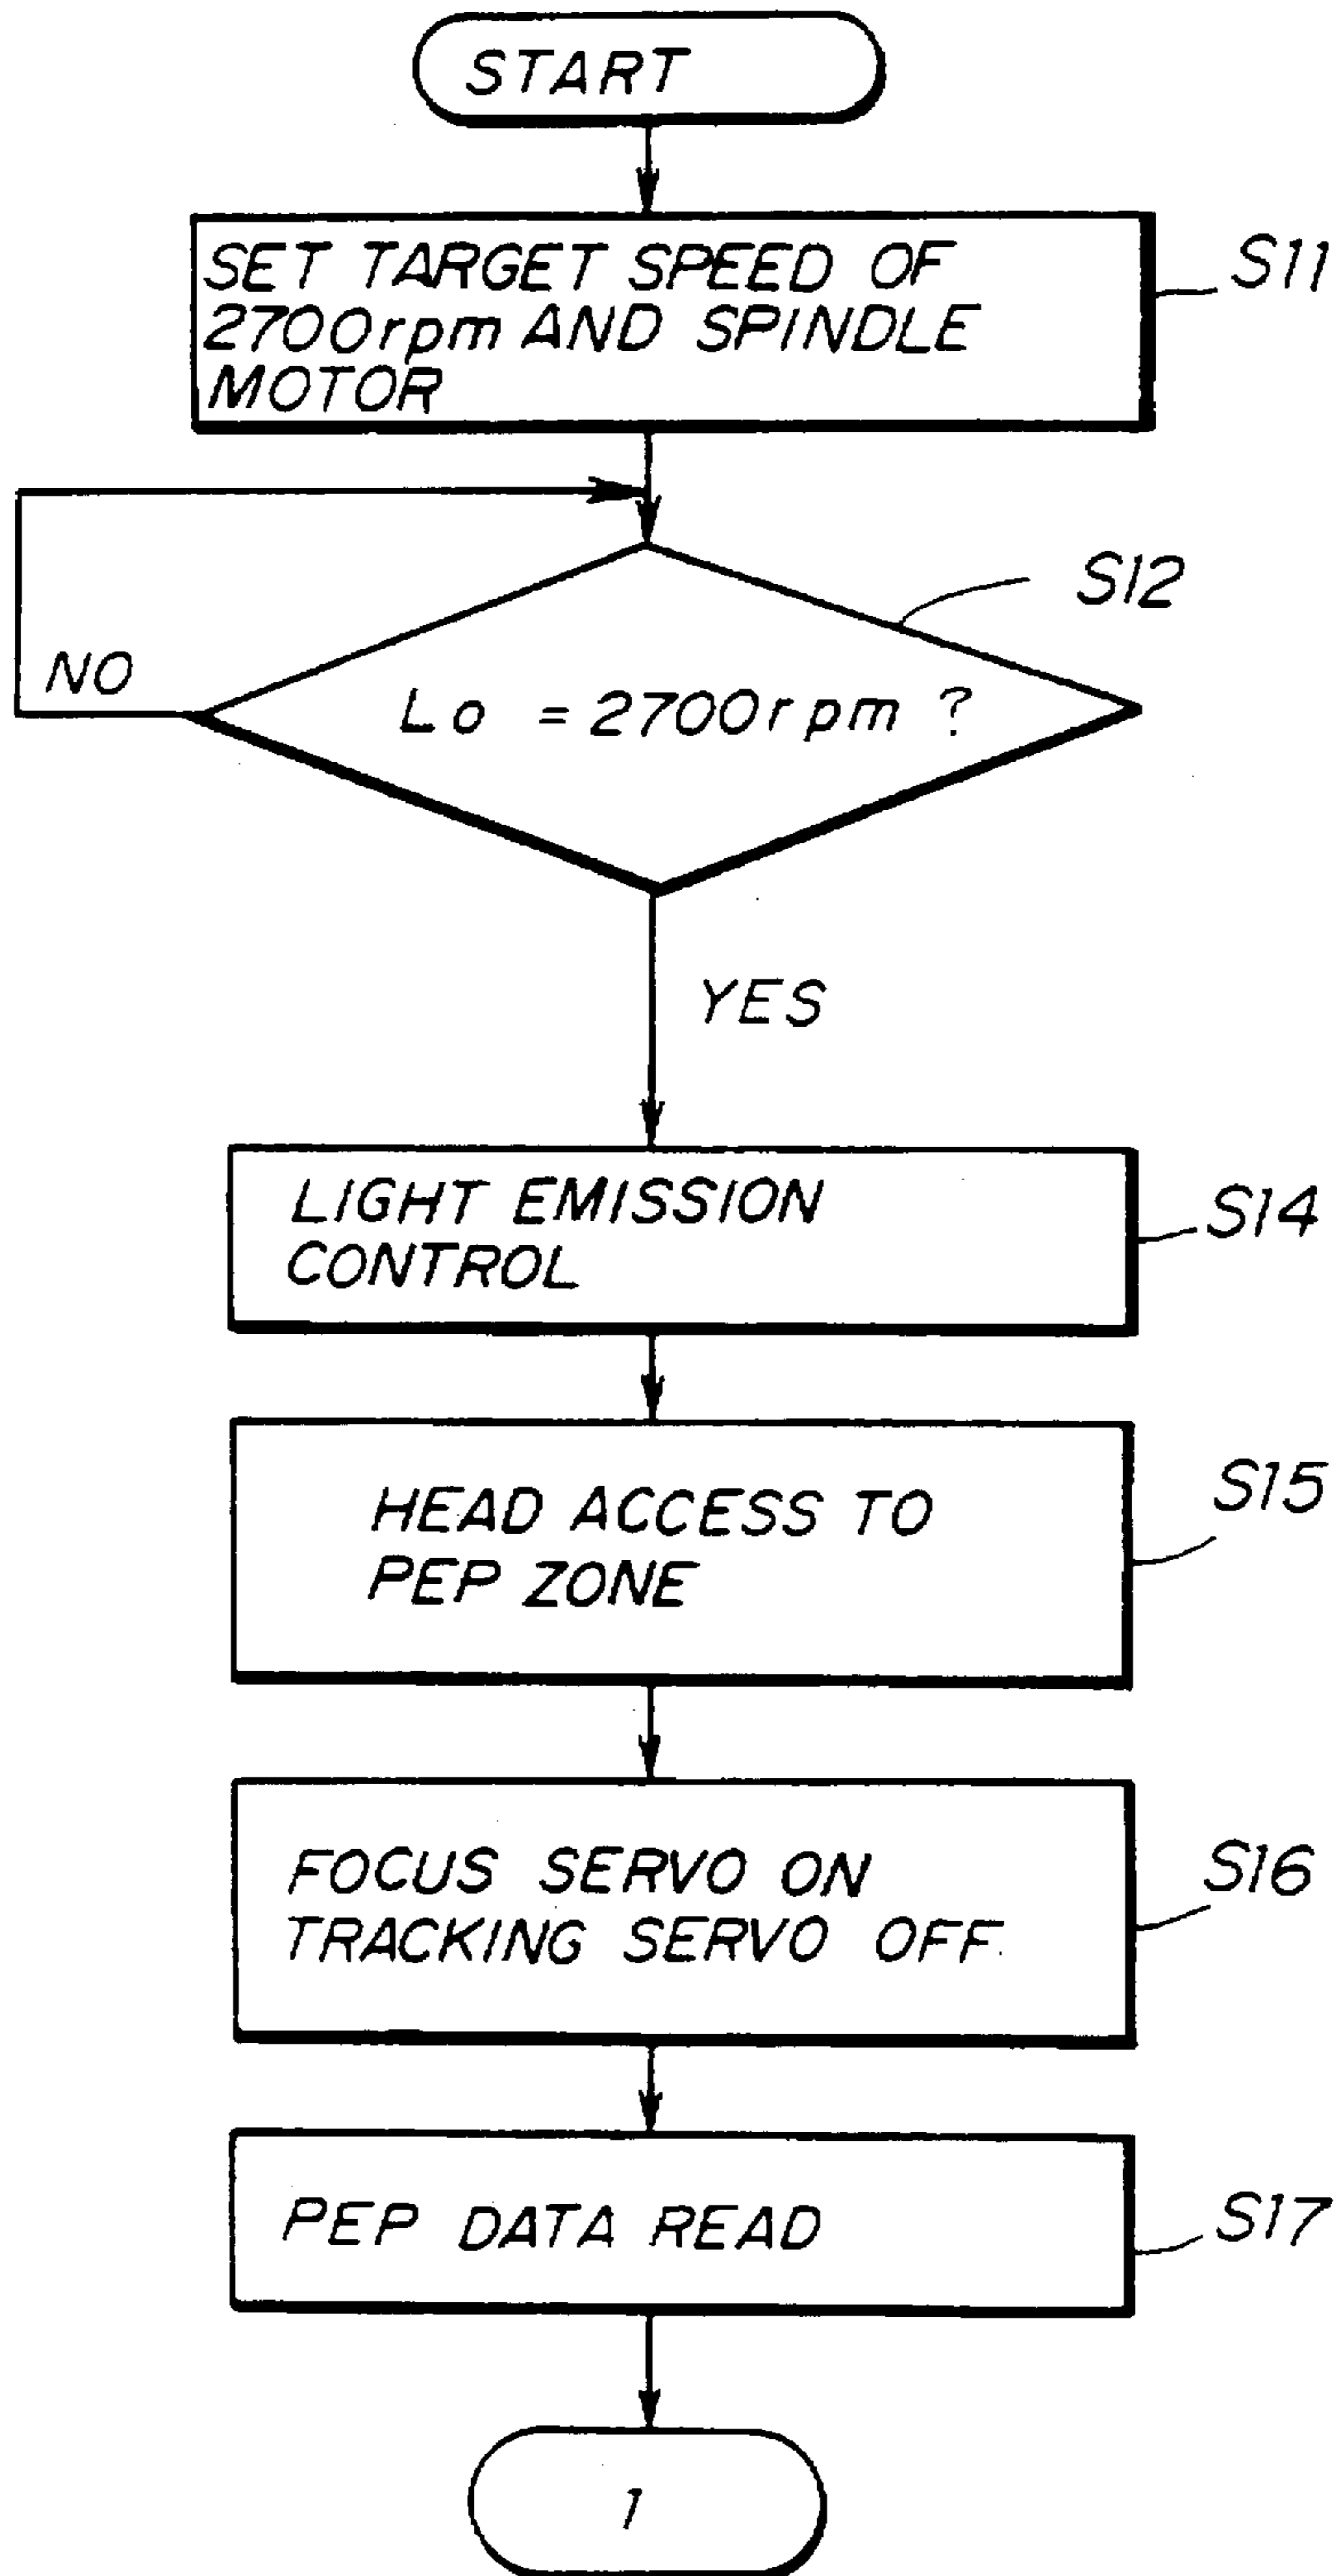 START
SET TARGET SPEED OF
2700rpm AND SPINDLE
MOTOR
S11
S12
NO
Lo = 2700rpm ?
YES
LIGHT EMISSION
CONTROL
S14
HEAD ACCESS TO
PEP ZONE
S15
FOCUS SERVO ON
TRACKING SERVO OFF
S16
PEP DATA READ
S17
1